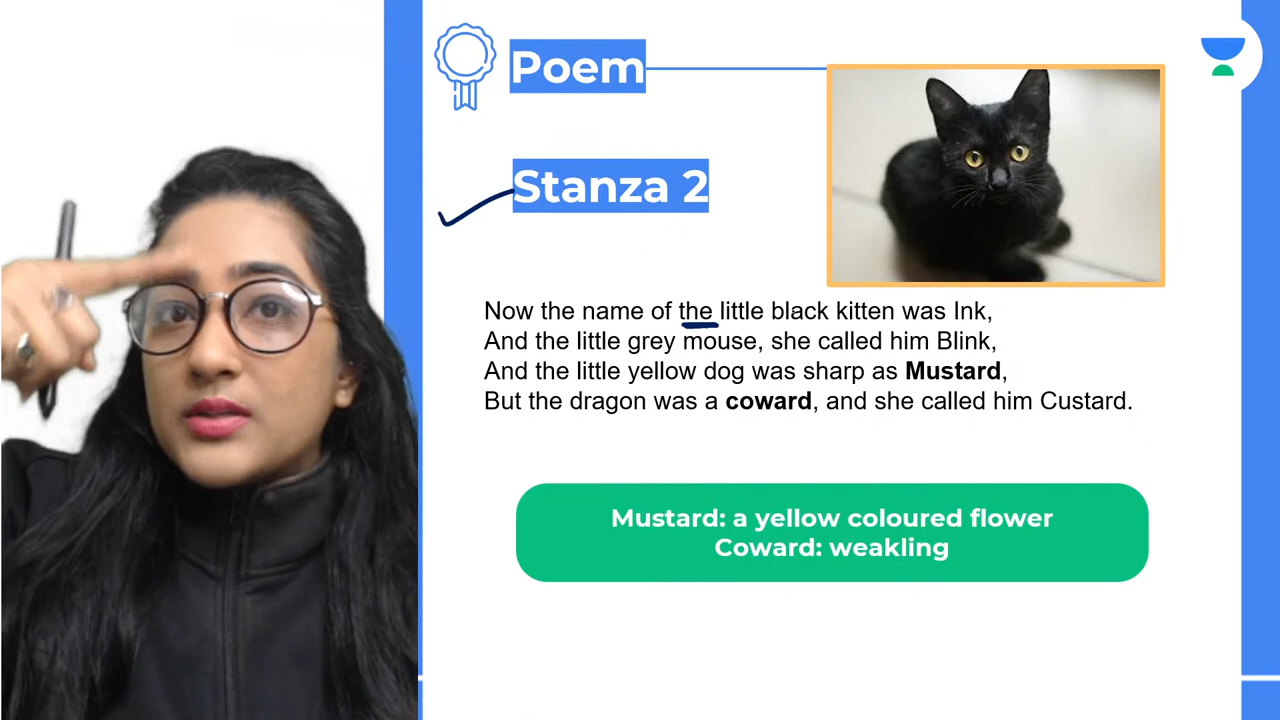 Poem
Stanza 2
Now the name of the little black kitten was Ink,
And the little grey mouse, she called him Blink,
And the little yellow dog was sharp as Mustard,
But the dragon was a coward, and she called him Custard.
Mustard: a yellow coloured flower
Coward: weakling